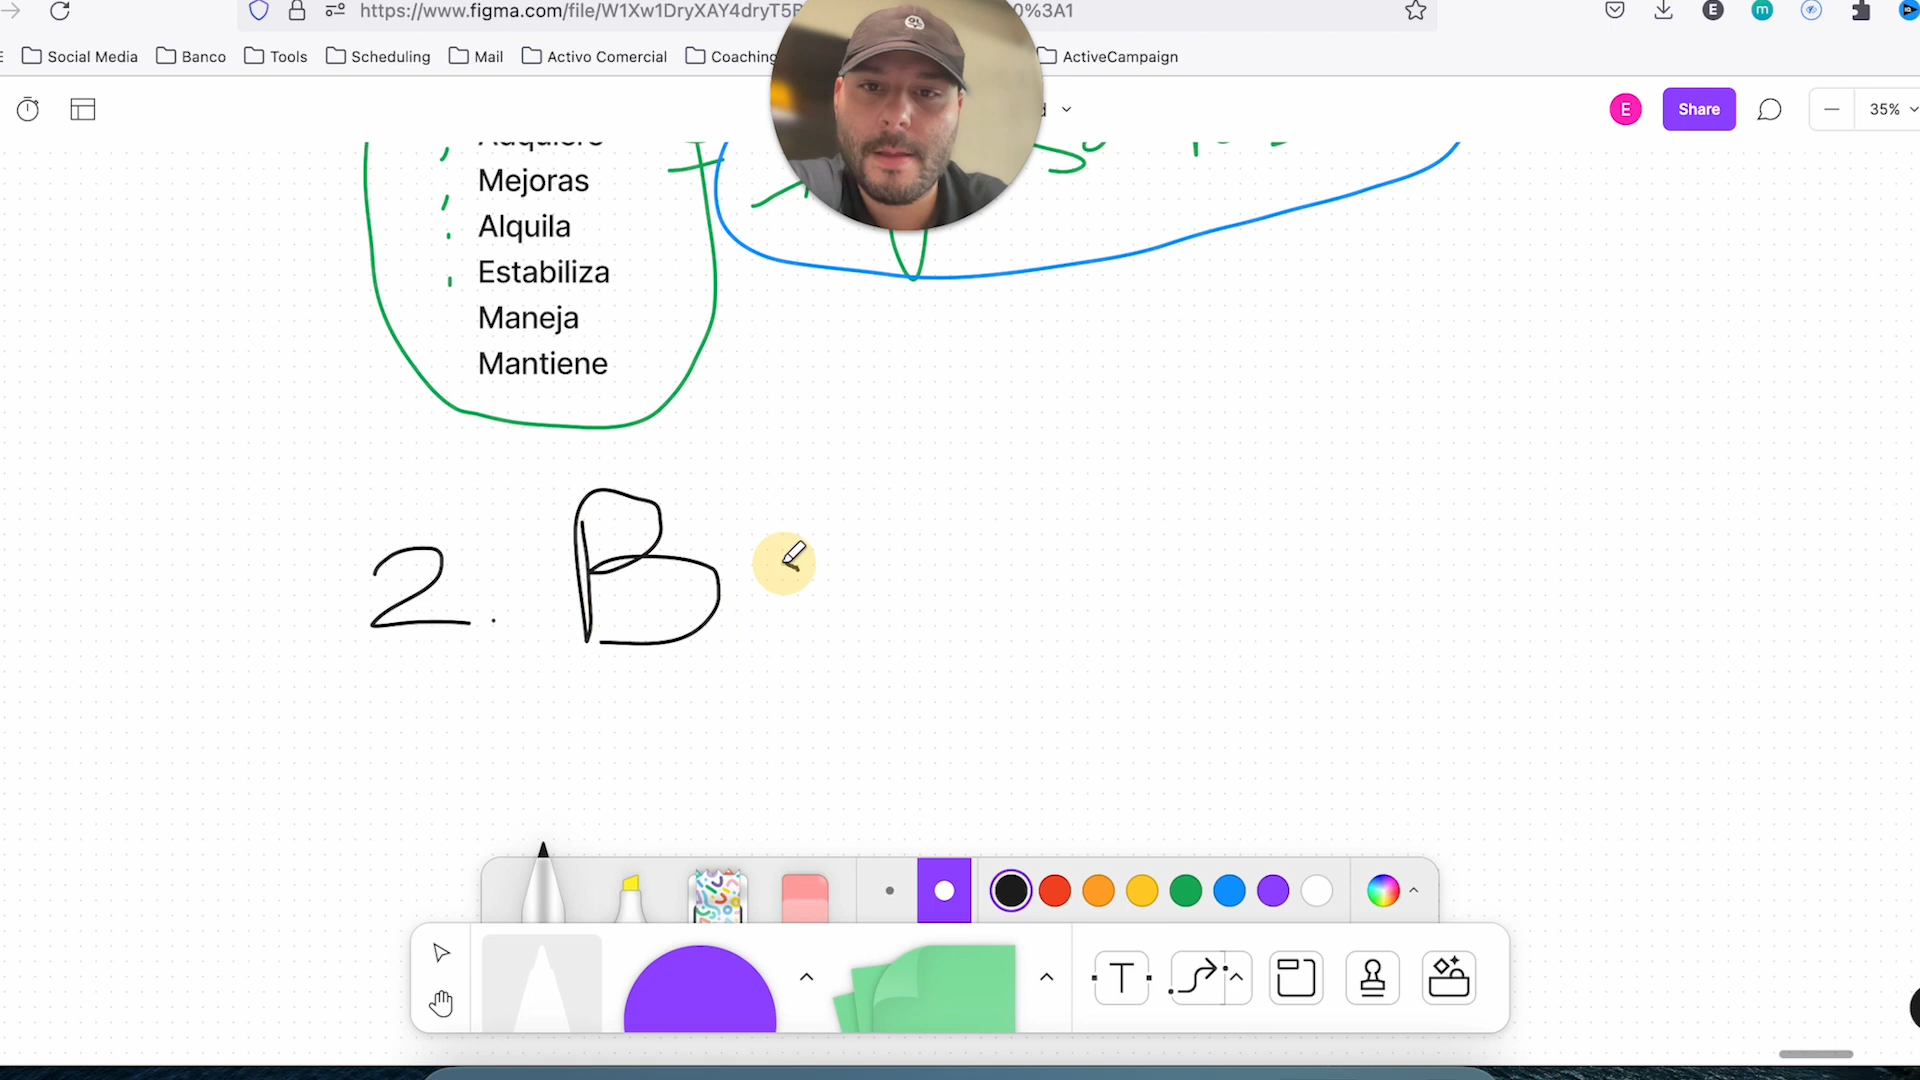 https://www.figma.com/file/W1Xw1DryXAY4dryT5 0%3A1
E
m
Social Media
Banco
Tools
Scheduling
Mail
Activo Comercial
Coaching
ActiveCampaign
E
Share
35%
Mejoras
Alquila
Estabiliza
Maneja
Mantiene
2. B
T